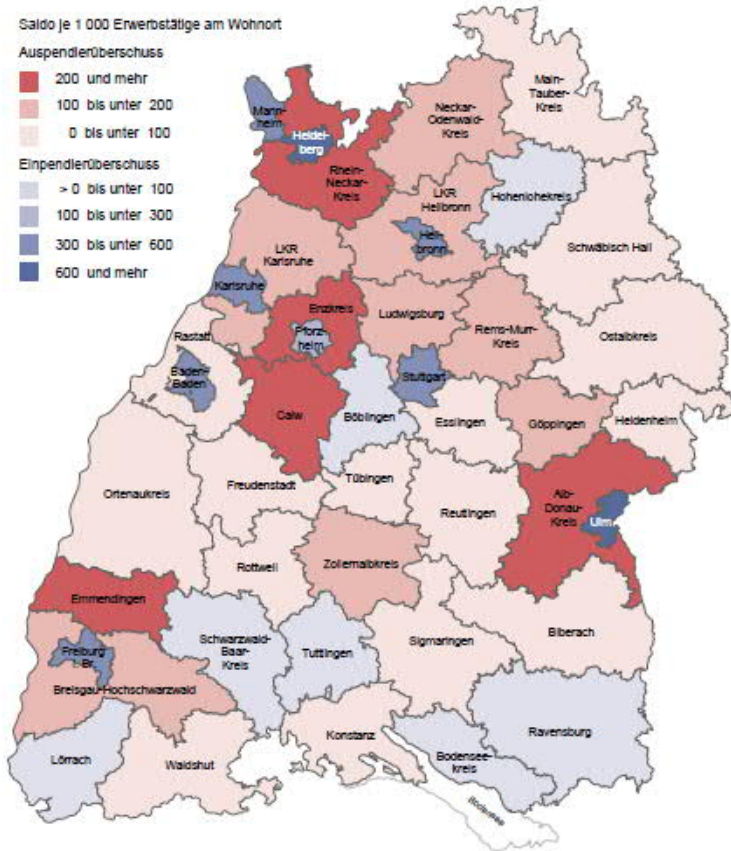 Saldo je 1 000 Erwerbstätige am Wohnort
Auspendlerüberschuss
200 und mehr
100 bis unter 200
0 bis unter 100
Einpendlerüberschuss
> 0 bis unter 100
100 bis unter 300
300 bis unter 600
600 und mehr
Main-
Tauber-
Kreis
Mann-
heim
Neckar-
Odenwald-
Kreis
Heidel-
berg
Rhein-
Neckar-
Kreis
LKR
Heilbronn
Hohenlohekreis
Heil-
bronn
Schwäbisch Hall
LKR
Karlsruhe
Karlsruhe
Enzkreis
Ludwigsburg
Rems-Murr-
Kreis
Ostalbkreis
Pforz-
heim
Rastatt
Baden-
Baden
Stuttgart
Calw
Böblingen
Esslingen
Göppingen
Heidenheim
Freudenstadt
Tübingen
Ortenaukreis
Reutlingen
Alb-
Donau-
Kreis
Ulm
Rottweil
Zollernalbkreis
Emmendingen
Schwarzwald-
Baar-
Kreis
Tuttlingen
Sigmaringen
Biberach
Freiburg
i. Br.
Breisgau-Hochschwarzwald
Lörrach
Waldshut
Konstanz
Bodensee-
kreis
Ravensburg
Bodensee